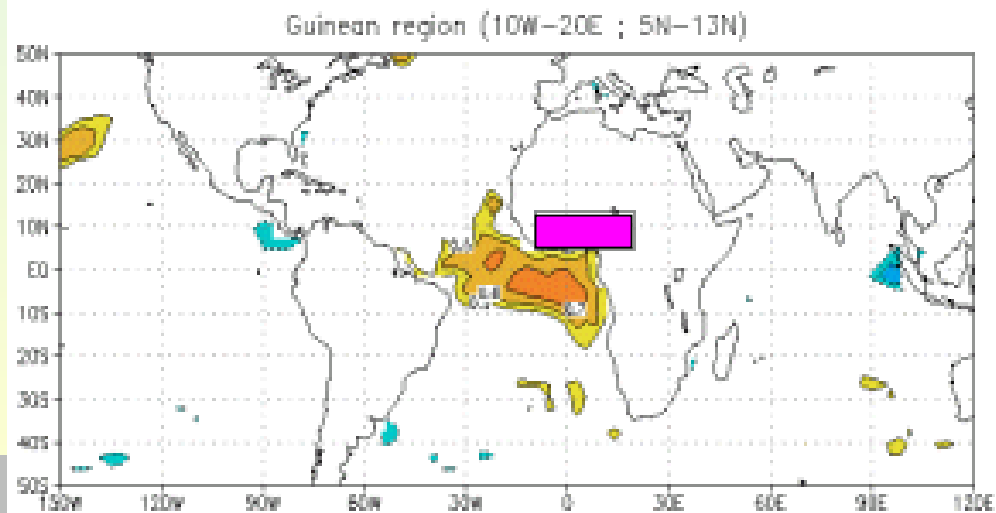 Guinean region (10W-20E ; 5N-13N)
50N
40N
30N
20N
10N
EQ
10S
20S
30S
40S
50S
150W 120W 90W 60W 30W 0 30E 60E 90E 120E